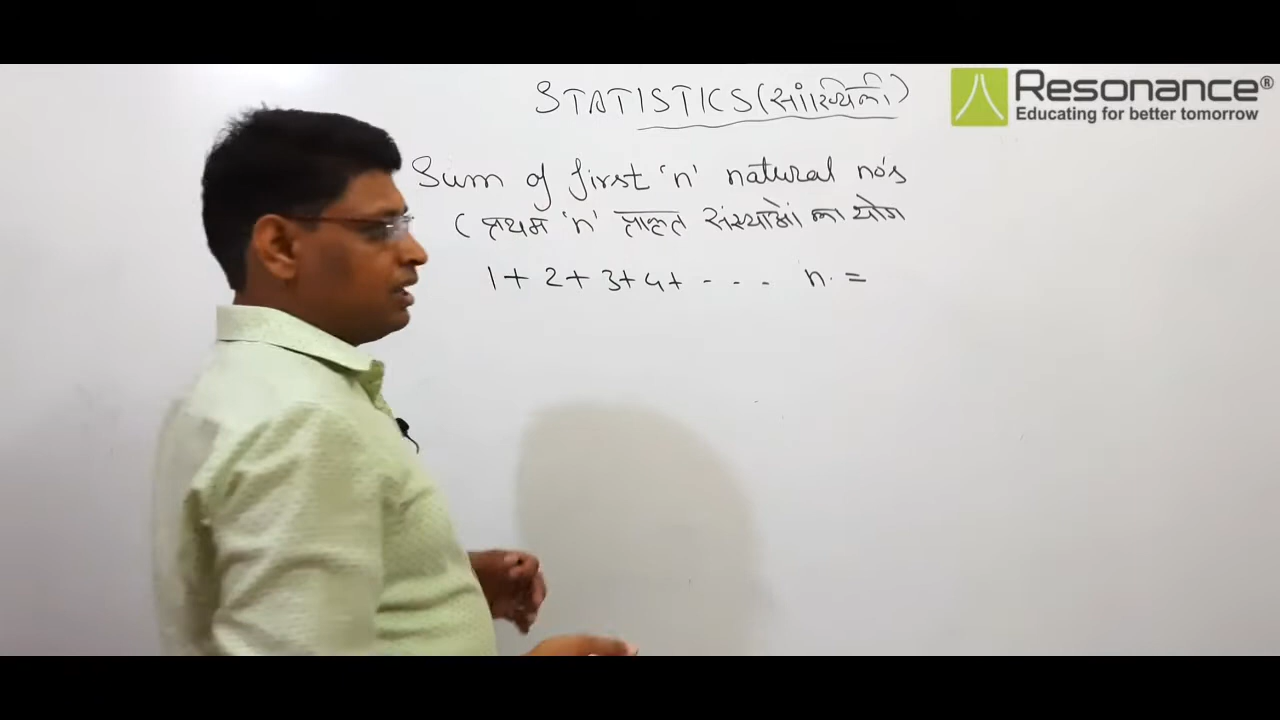 STATISTICS (सांख्यिकी)
Resonance®
Educating for better tomorrow
Sum of first 'n' natural no's
( प्रथम 'n' प्राकृत संख्याओं का योग
1 + 2 + 3 + 4 + - - - n. =